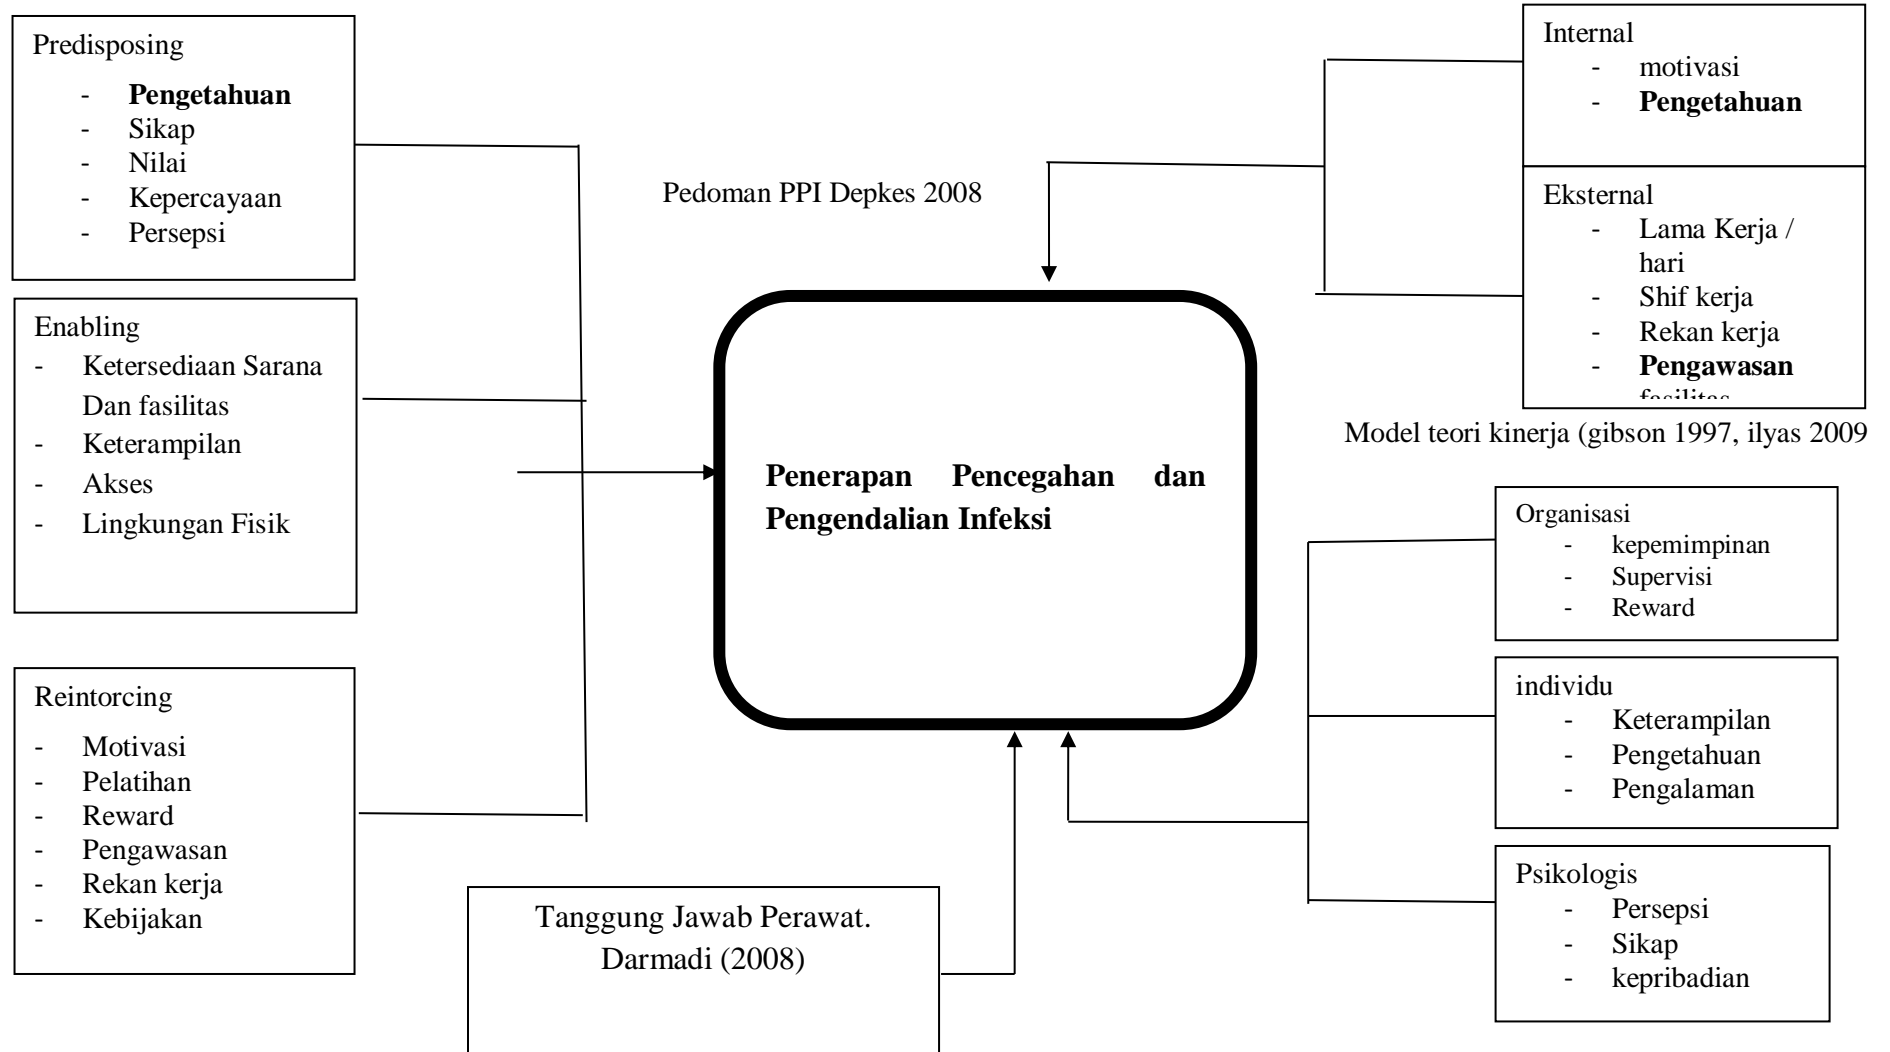 Predisposing
- Pengetahuan
- Sikap
- Nilai
- Kepercayaan
- Persepsi
Enabling
- Ketersediaan Sarana
Dan fasilitas
- Keterampilan
- Akses
- Lingkungan Fisik
Reintorcing
- Motivasi
- Pelatihan
- Reward
- Pengawasan
- Rekan kerja
- Kebijakan
Pedoman PPI Depkes 2008
Penerapan Pencegahan dan
Pengendalian Infeksi
Tanggung Jawab Perawat.
Darmadi (2008)
Internal
- motivasi
- Pengetahuan
Eksternal
- Lama Kerja /
hari
- Shif kerja
- Rekan kerja
- Pengawasan
fasilitas
Model teori kinerja (gibson 1997, ilyas 2009
Organisasi
- kepemimpinan
- Supervisi
- Reward
individu
- Keterampilan
- Pengetahuan
- Pengalaman
Psikologis
- Persepsi
- Sikap
- kepribadian